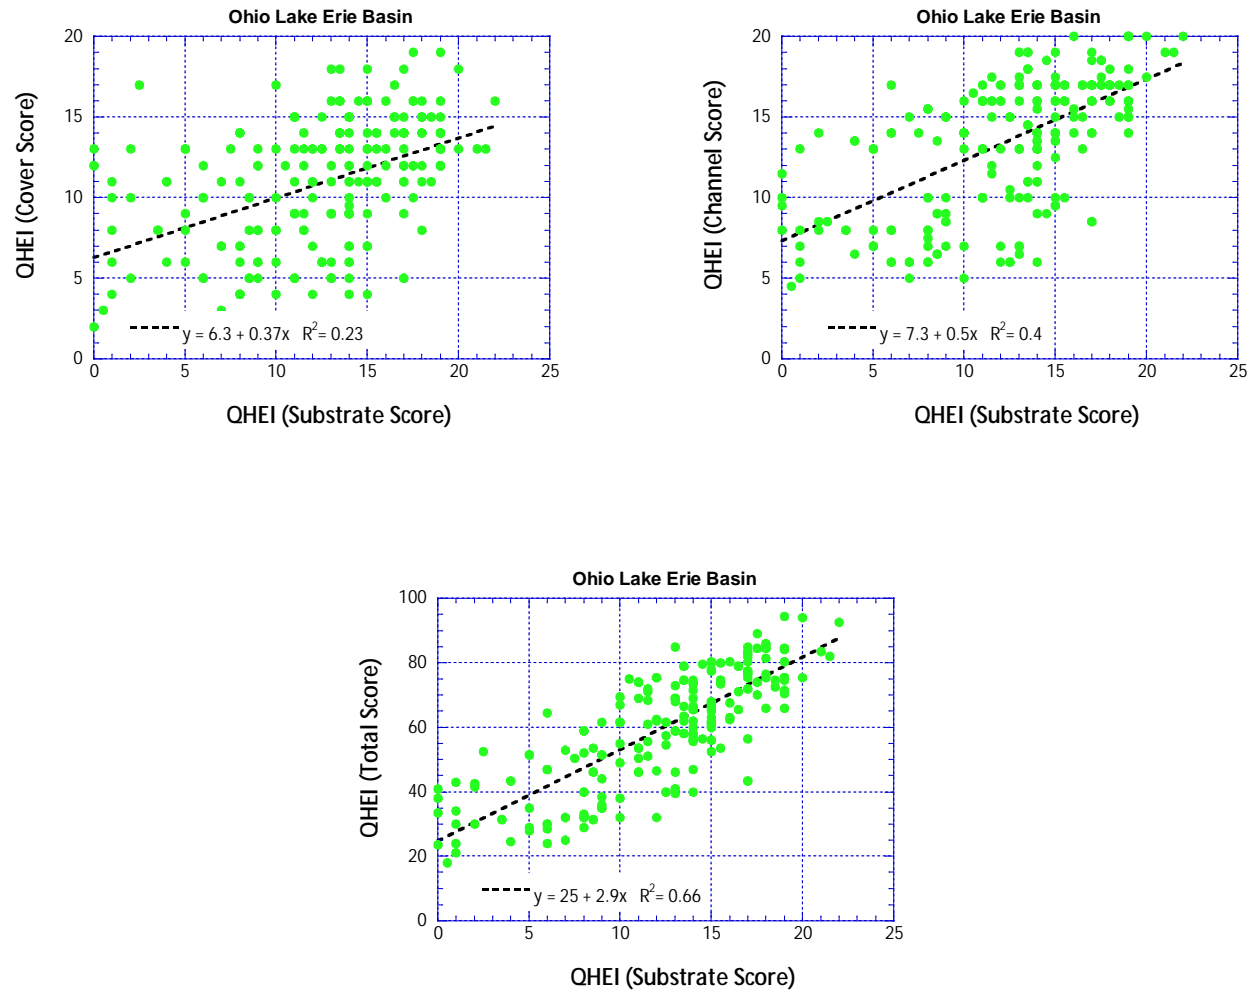 Ohio Lake Erie Basin
20
15
10
5
0
QHEI (Cover Score)
y = 6.3 + 0.37x R² = 0.23
0 5 10 15 20 25
QHEI (Substrate Score)
Ohio Lake Erie Basin
20
15
10
5
0
QHEI (Channel Score)
y = 7.3 + 0.5x R² = 0.4
0 5 10 15 20 25
QHEI (Substrate Score)
Ohio Lake Erie Basin
100
80
60
40
20
0
QHEI (Total Score)
y = 25 + 2.9x R² = 0.66
0 5 10 15 20 25
QHEI (Substrate Score)